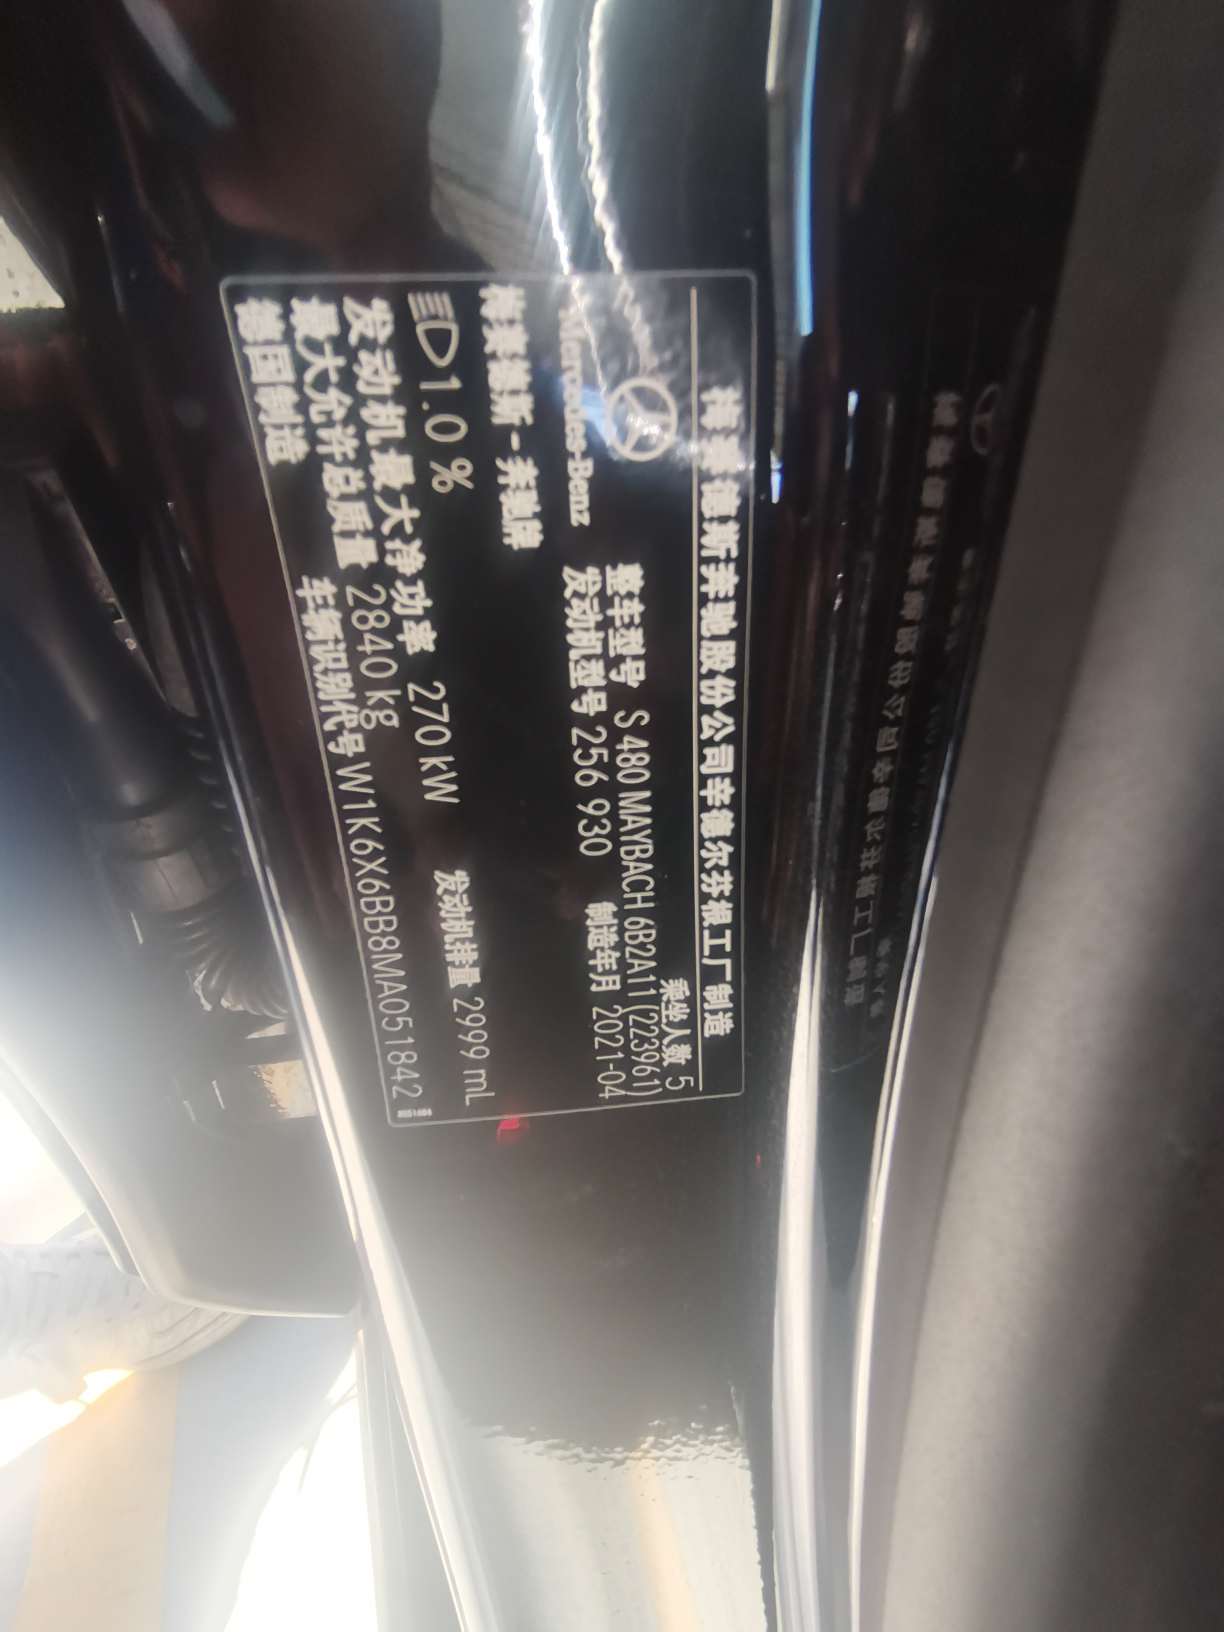 梅赛德斯奔驰股份公司辛德尔芬根工厂制造
乘坐人数 5
Mercedes-Benz
整车型号 S 480 MAYBACH 6B2A11(223961)
发动机型号 256 930
制造年月 2021-04
梅赛德斯-奔驰牌
1.0 %
发动机最大净功率 270 kW
发动机排量 2999 mL
最大允许总质量 2840 kg
德国制造
车辆识别代号 W1K6X6BB8MA051842